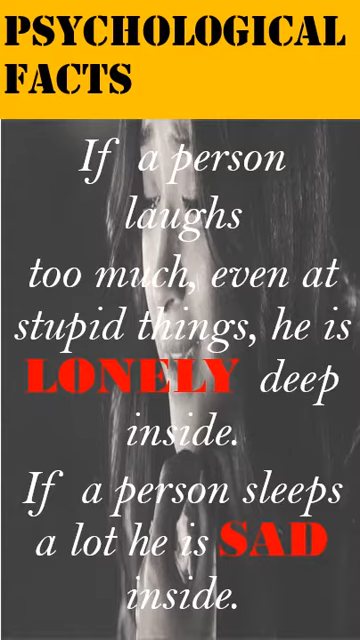 PSYCHOLOGICAL
FACTS
If a person
laughs
too much, even at
stupid things, he is
LONELY deep
inside.
If a person sleeps
a lot he is SAD
inside.